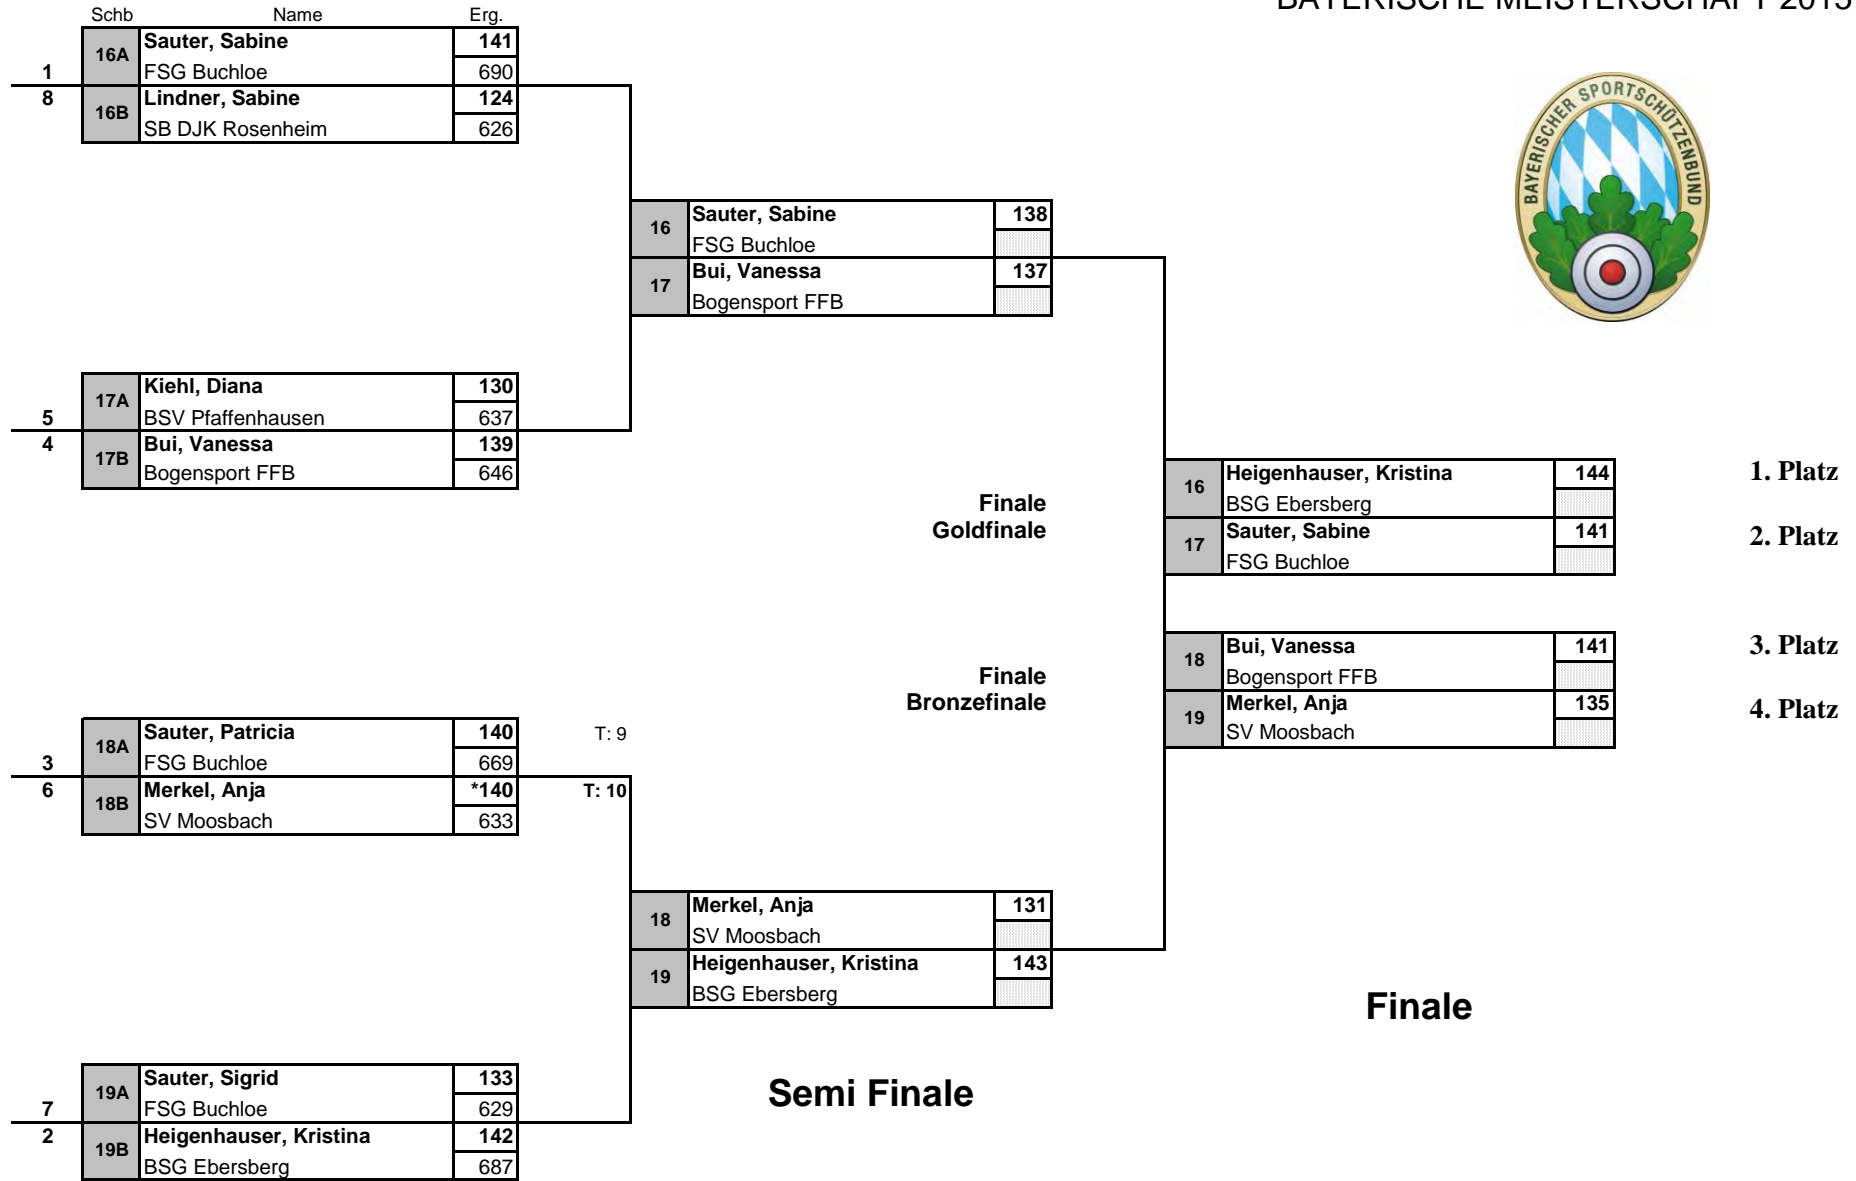 BAYERISCHE MEISTERSCHAFT 2015
Schb Name Erg.
16A Sauter, Sabine 141
1 FSG Buchloe 690
8 16B Lindner, Sabine 124
SB DJK Rosenheim 626
BAYERISCHER SPORTSCHÜTZENBUND
16 Sauter, Sabine 138
FSG Buchloe
17 Bui, Vanessa 137
Bogensport FFB
17A Kiehl, Diana 130
5 BSV Pfaffenhausen 637
4 17B Bui, Vanessa 139
Bogensport FFB 646
Finale
Goldfinale
16 Heigenhauser, Kristina 144 1. Platz
BSG Ebersberg
17 Sauter, Sabine 141 2. Platz
FSG Buchloe
Finale
Bronzefinale
18 Bui, Vanessa 141 3. Platz
Bogensport FFB
19 Merkel, Anja 135 4. Platz
SV Moosbach
18A Sauter, Patricia 140 T: 9
3 FSG Buchloe 669
6 18B Merkel, Anja *140 T: 10
SV Moosbach 633
18 Merkel, Anja 131
SV Moosbach
19 Heigenhauser, Kristina 143
BSG Ebersberg
Finale
Semi Finale
19A Sauter, Sigrid 133
7 FSG Buchloe 629
2 19B Heigenhauser, Kristina 142
BSG Ebersberg 687